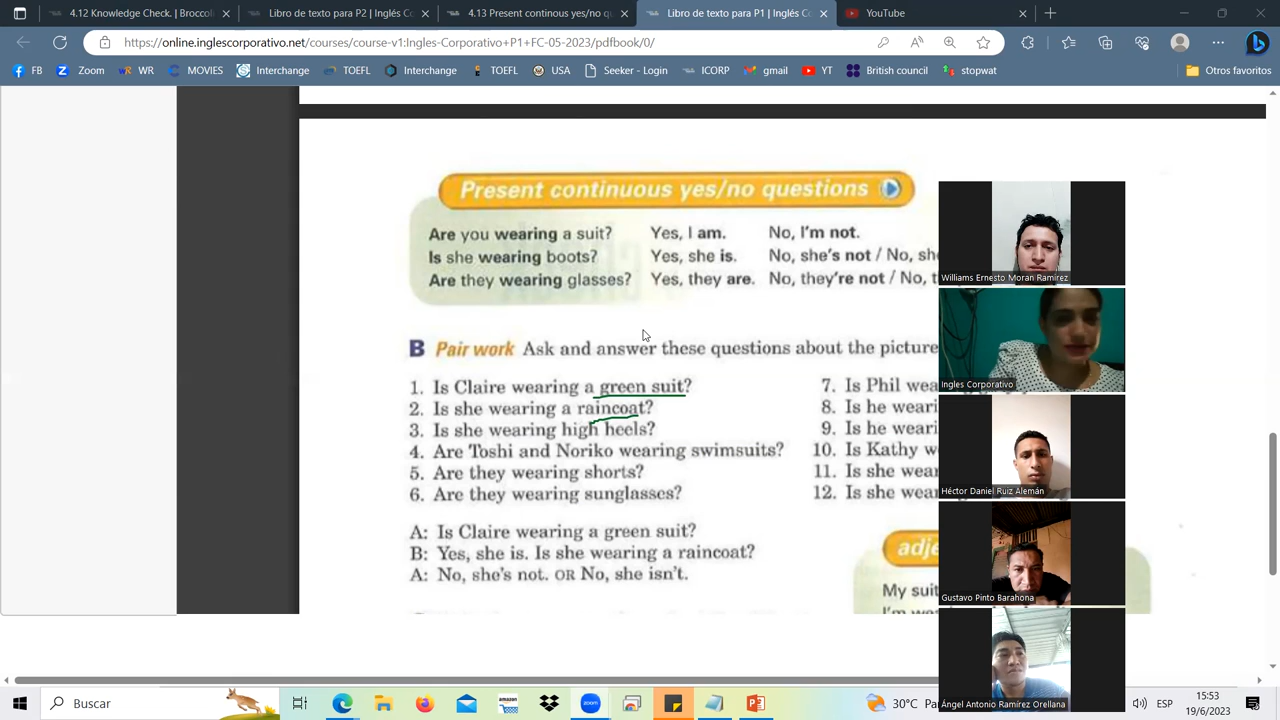 4.12 Knowledge Check. | Broccoli
Libro de texto para P2 | Inglés Co
4.13 Present continous yes/no qu
Libro de texto para P1 | Inglés C
YouTube
https://online.inglescorporativo.net/courses/course-v1:Ingles-Corporativo+P1+FC-05-2023/pdfbook/0/
FB
Zoom
WR
MOVIES
Interchange
TOEFL
Interchange
TOEFL
USA
Seeker - Login
ICORP
gmail
YT
British council
stopwat
Otros favoritos
Present continuous yes/no questions
Are you wearing a suit? Yes, I am. No, I'm not.
Is she wearing boots? Yes, she is. No, she's not / No, she
Are they wearing glasses? Yes, they are. No, they're not / No, t
B Pair work Ask and answer these questions about the picture
1. Is Claire wearing a green suit?
2. Is she wearing a raincoat?
3. Is she wearing high heels?
4. Are Toshi and Noriko wearing swimsuits?
5. Are they wearing shorts?
6. Are they wearing sunglasses?
7. Is Phil wea
8. Is he weari
9. Is he weari
10. Is Kathy w
11. Is she wear
12. Is she wear
A: Is Claire wearing a green suit?
B: Yes, she is. Is she wearing a raincoat?
A: No, she's not. OR No, she isn't.
adje
My suit
I'm wea
Williams Ernesto Moran Ramírez
Ingles Corporativo
Héctor Daniel Ruiz Alemán
Gustavo Pinto Barahona
Ángel Antonio Ramírez Orellana
Buscar
30°C
ESP
15:53
19/6/2023